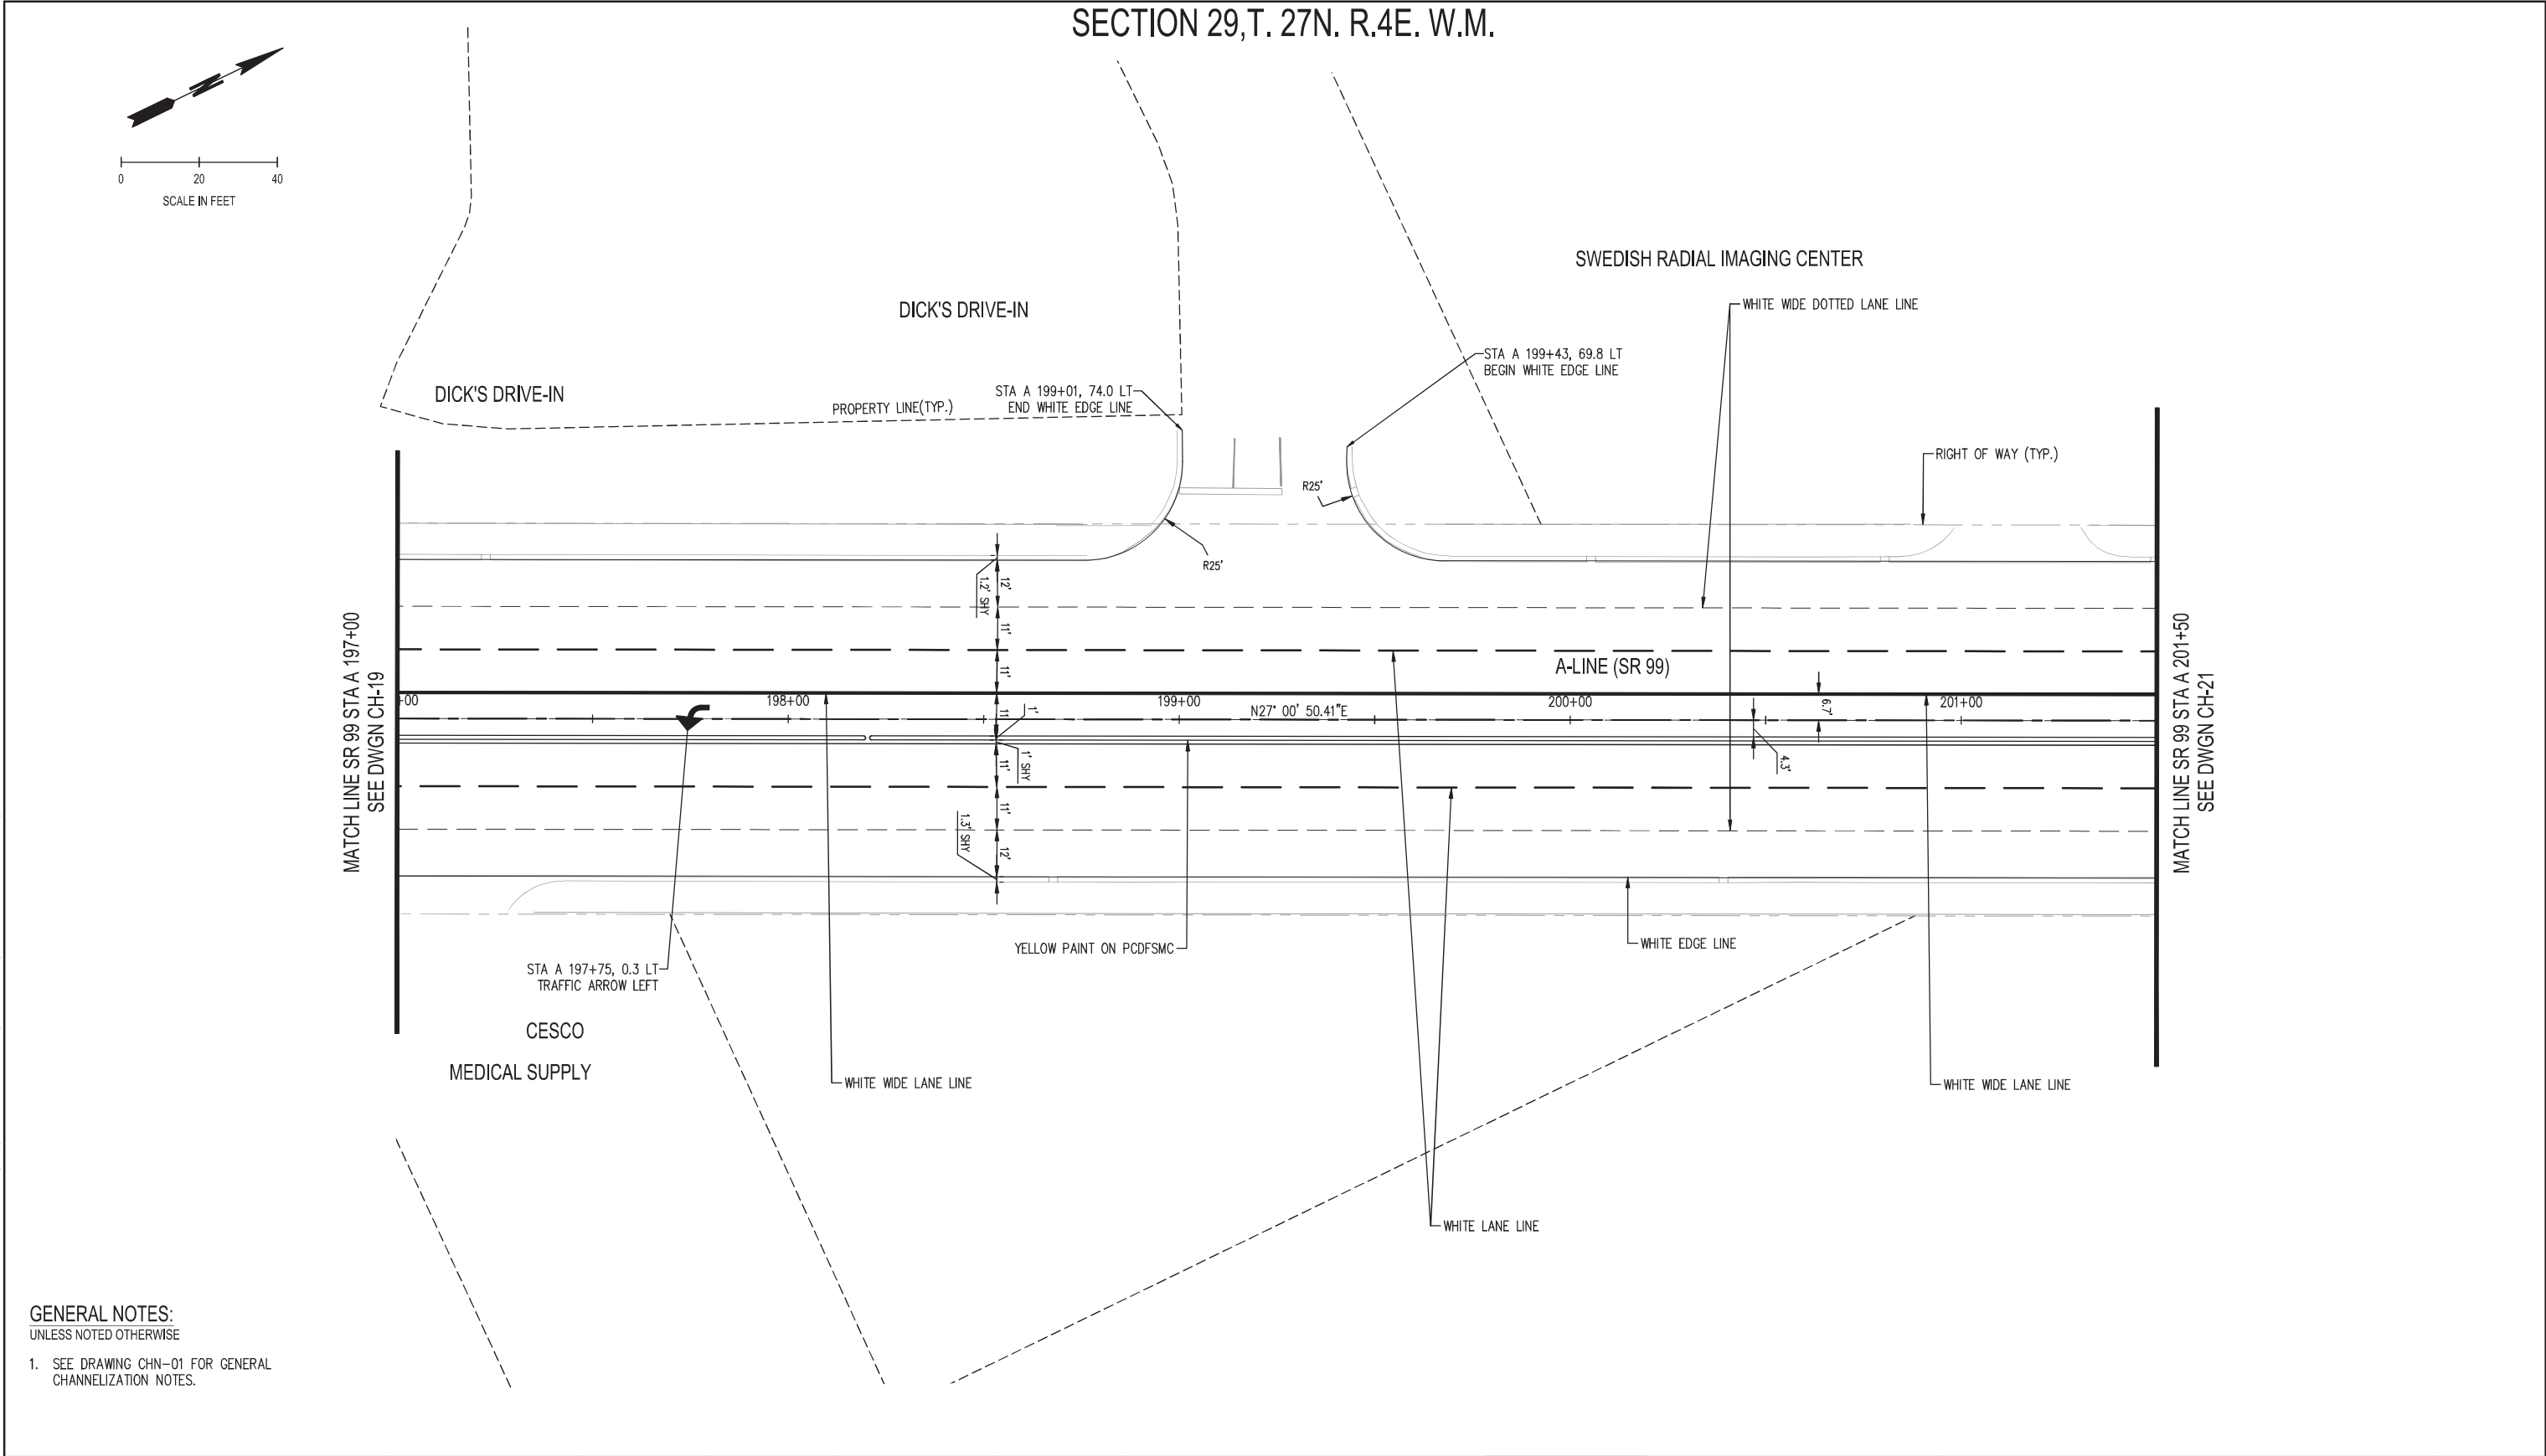 SECTION 29,T. 27N. R.4E. W.M.
0 20 40
SCALE IN FEET
SWEDISH RADIAL IMAGING CENTER
DICK'S DRIVE-IN
WHITE WIDE DOTTED LANE LINE
STA A 199+43, 69.8 LT
BEGIN WHITE EDGE LINE
DICK'S DRIVE-IN
STA A 199+01, 74.0 LT
END WHITE EDGE LINE
PROPERTY LINE(TYP.)
RIGHT OF WAY (TYP.)
R25'
R25'
1.2' SHY
12'
11'
11'
MATCH LINE SR 99 STA A 197+00
SEE DWGN CH-19
A-LINE (SR 99)
MATCH LINE SR 99 STA A 201+50
SEE DWGN CH-21
+00
198+00
199+00
200+00
201+00
N27° 00' 50.41"E
6.7'
11'
1'
1' SHY
11'
4.3'
11'
1.3' SHY
12'
YELLOW PAINT ON PCDFSMC
WHITE EDGE LINE
STA A 197+75, 0.3 LT
TRAFFIC ARROW LEFT
CESCO
MEDICAL SUPPLY
WHITE WIDE LANE LINE
WHITE WIDE LANE LINE
WHITE LANE LINE
GENERAL NOTES:
UNLESS NOTED OTHERWISE
1. SEE DRAWING CHN-01 FOR GENERAL
CHANNELIZATION NOTES.